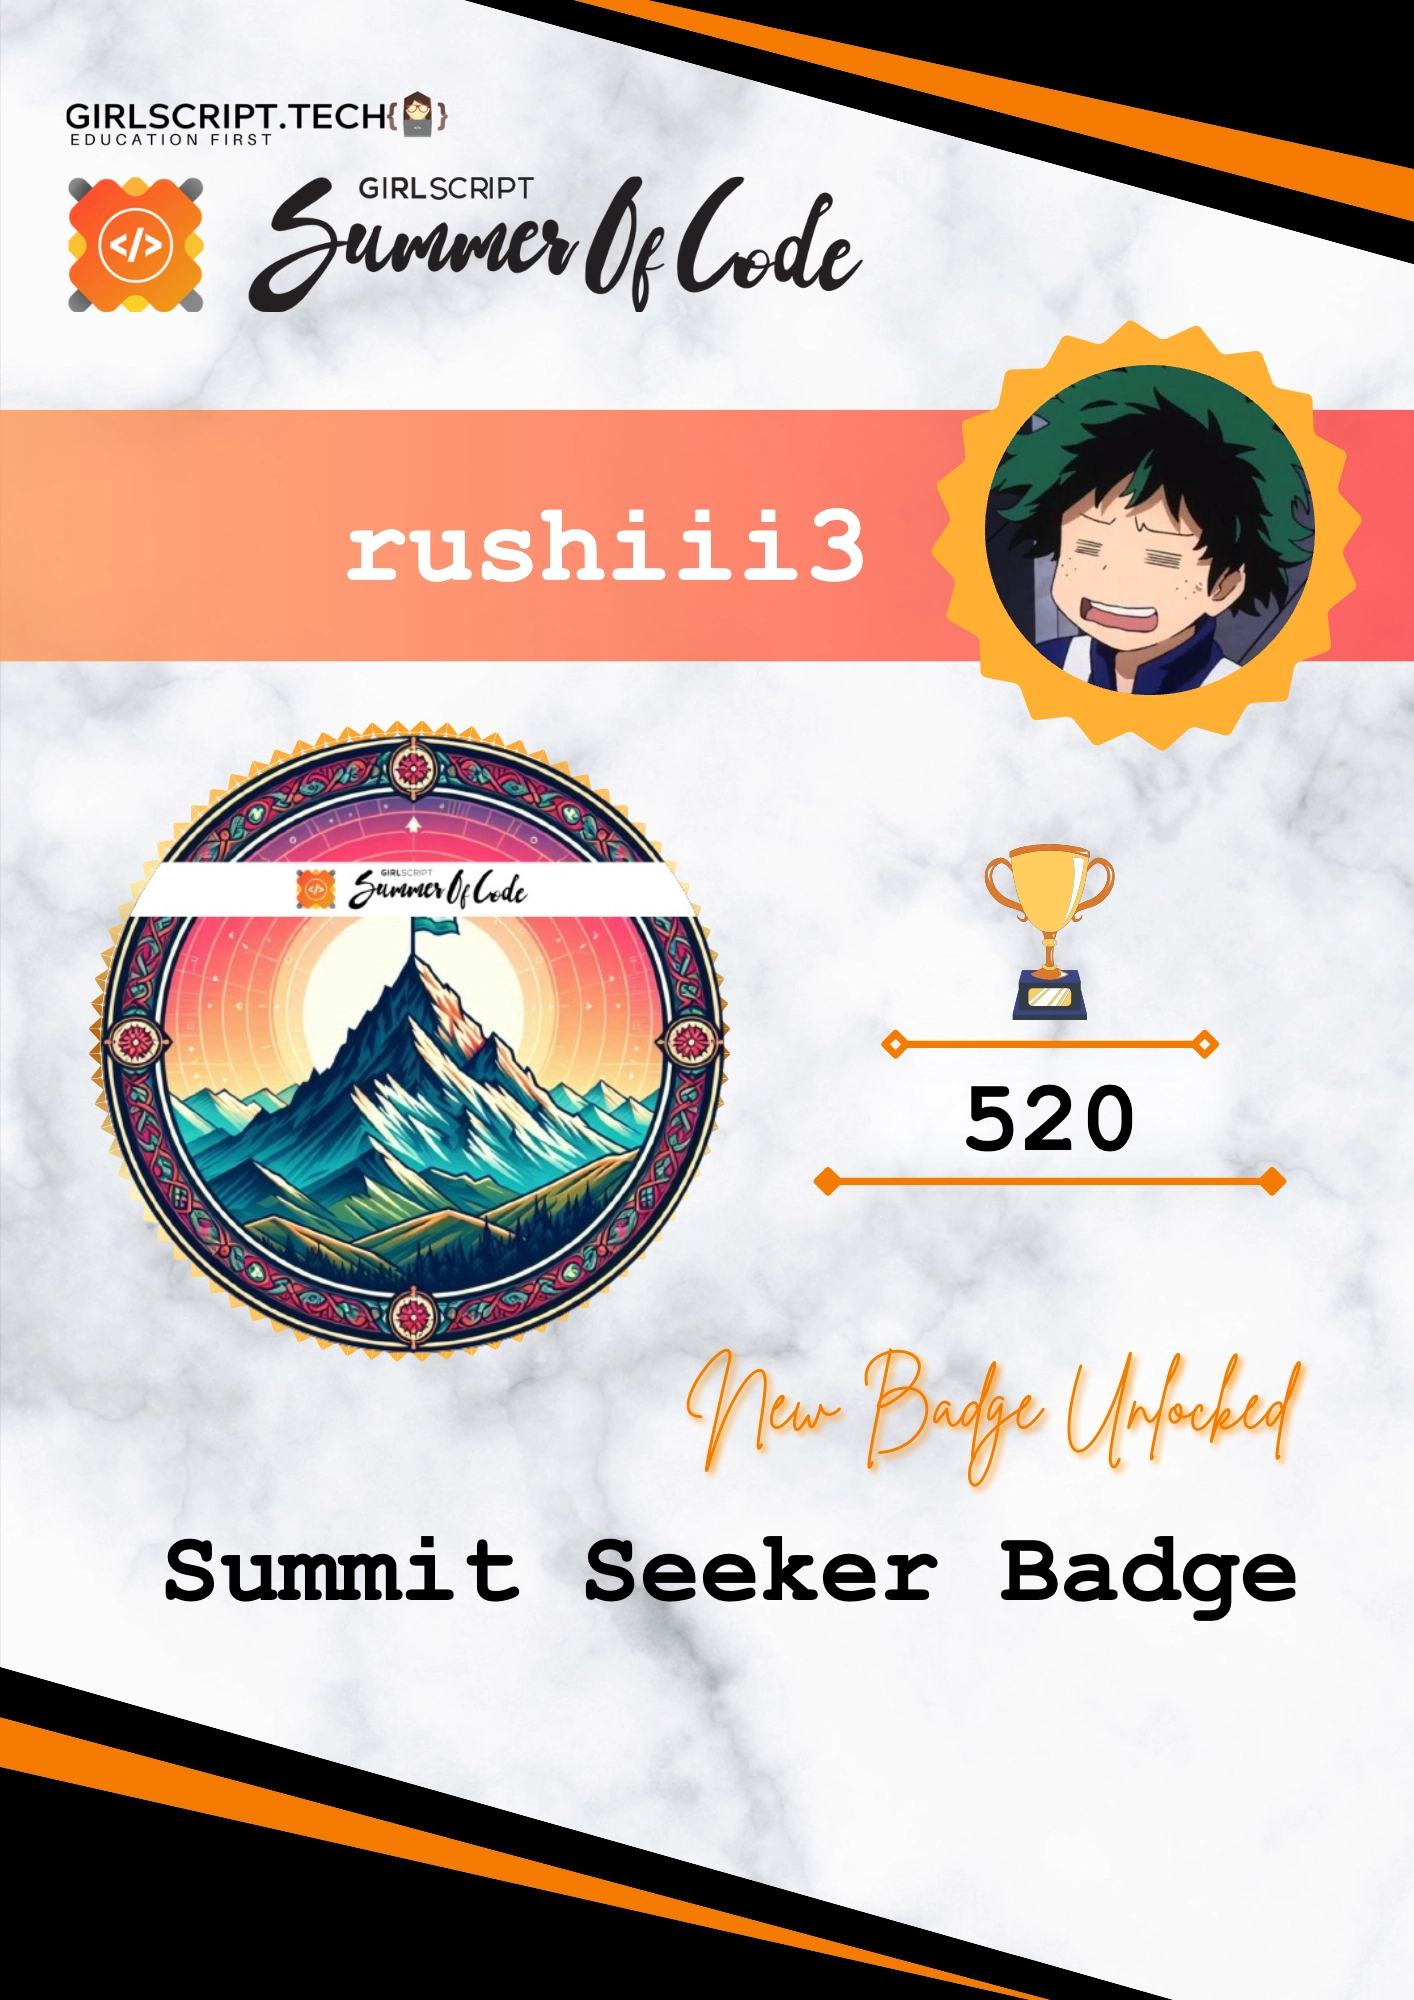 GIRLSCRIPT.TECH{ }
EDUCATION FIRST
GIRLSCRIPT
Summer Of Code
</>
rushiii3
GIRLSCRIPT
Summer Of Code
</>
520
New Badge Unlocked
Summit Seeker Badge